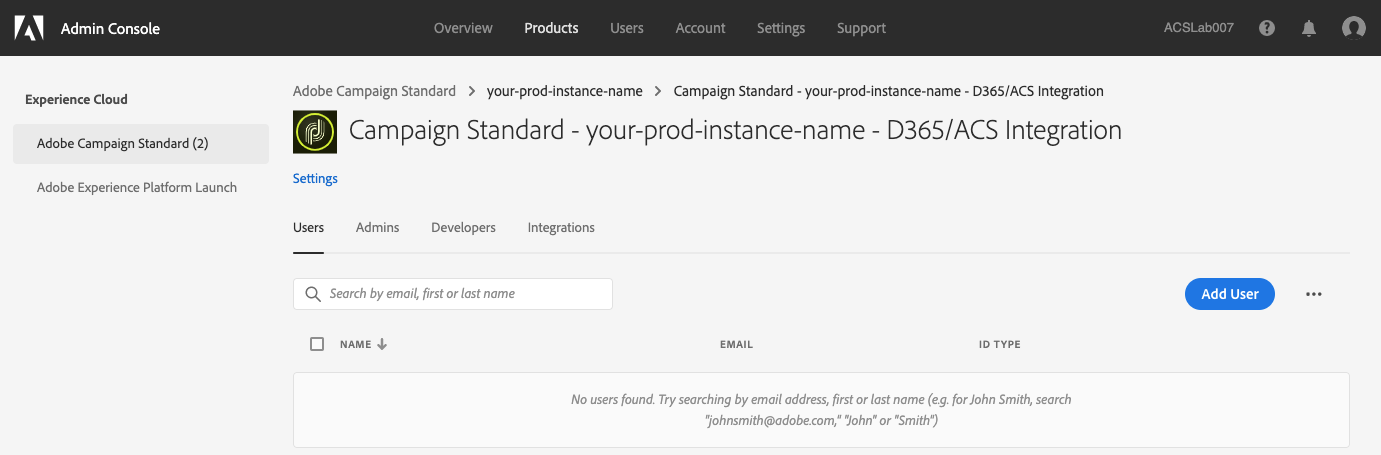 Admin Console
Overview Products Users Account Settings Support
ACSLab007
Experience Cloud
Adobe Campaign Standard (2)
Adobe Experience Platform Launch
Adobe Campaign Standard > your-prod-instance-name > Campaign Standard - your-prod-instance-name - D365/ACS Integration
Campaign Standard - your-prod-instance-name - D365/ACS Integration
Settings
Users Admins Developers Integrations
Search by email, first or last name
Add User
NAME EMAIL ID TYPE
No users found. Try searching by email address, first or last name (e.g. for John Smith, search
"johnsmith@adobe.com," "John" or "Smith")